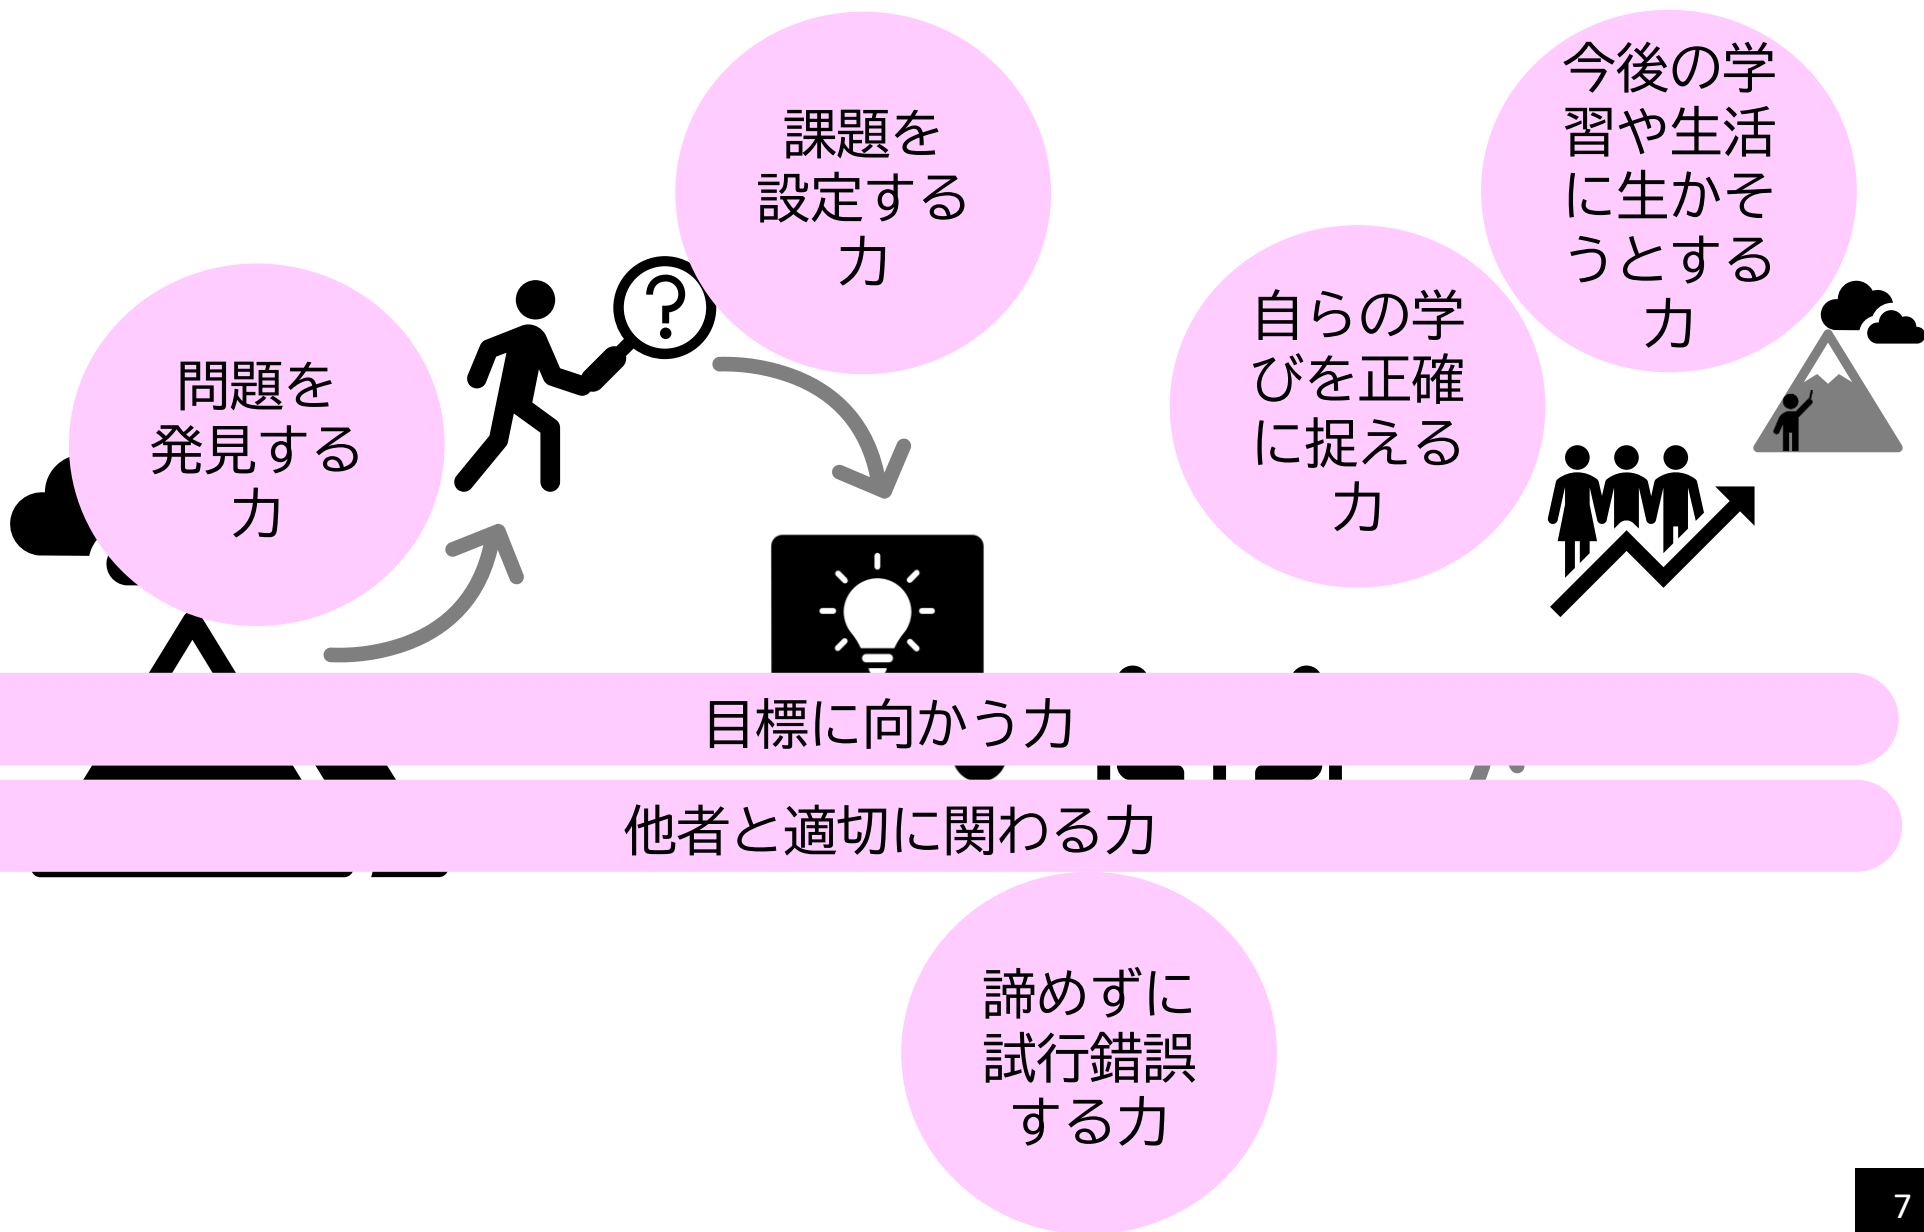 問題を
発見する
力
課題を
設定する
力
自らの学
びを正確
に捉える
力
今後の学
習や生活
に生かそ
うとする
力
?
目標に向かう力
他者と適切に関わる力
諦めずに
試行錯誤
する力
7